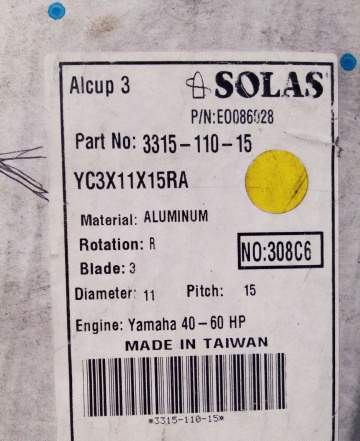 Alcup 3 SOLAS
P/N:E0086028
Part No: 3315-110-15
YC3X11X15RA
Material: ALUMINUM
Rotation: R
NO:308C6
Blade: 3
Diameter: 11 Pitch: 15
Engine: Yamaha 40-60 HP
MADE IN TAIWAN
*3315-110-15*